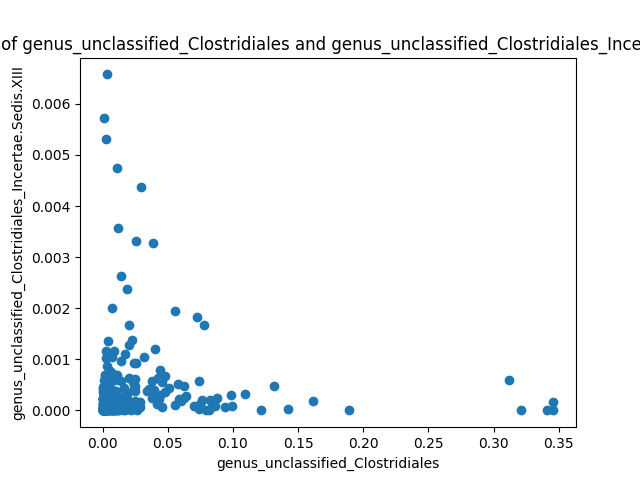 of genus_unclassified_Clostridiales and genus_unclassified_Clostridiales_Ince
genus_unclassified_Clostridiales_Incertae.Sedis.XIII
0.006
0.005
0.004
0.003
0.002
0.001
0.000
0.00 0.05 0.10 0.15 0.20 0.25 0.30 0.35
genus_unclassified_Clostridiales